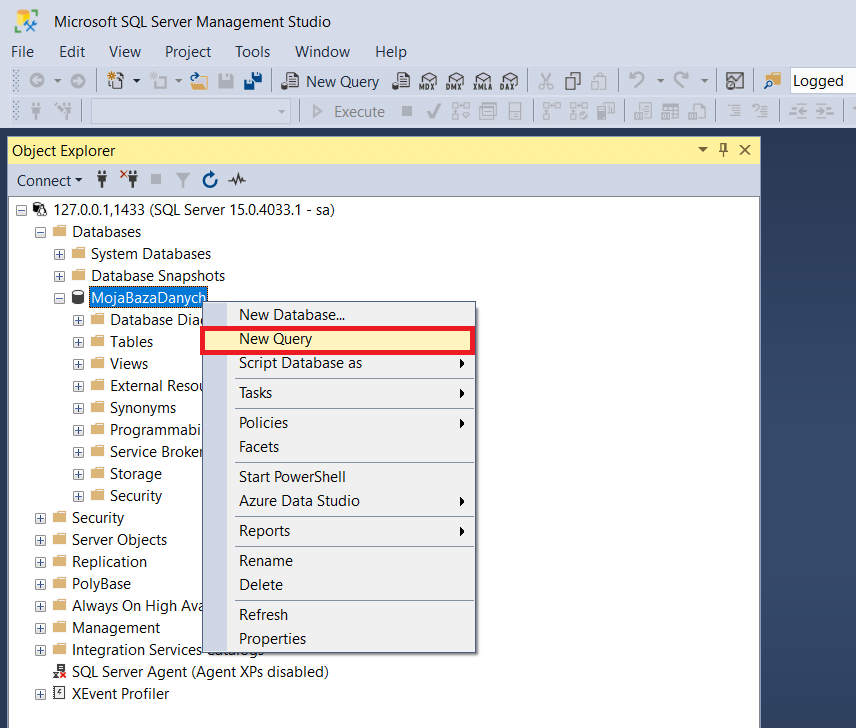 Microsoft SQL Server Management Studio
File Edit View Project Tools Window Help
New Query MDX DMX XMLA DAX Logged
Execute
Object Explorer
Connect
127.0.0.1,1433 (SQL Server 15.0.4033.1 - sa)
Databases
System Databases
Database Snapshots
MojaBazaDanych
Database Dia
Tables
Views
External Resou
Synonyms
Programmabi
Service Broker
Storage
Security
Security
Server Objects
Replication
PolyBase
Always On High Ava
Management
Integration Services Catalogs
SQL Server Agent (Agent XPs disabled)
XEvent Profiler
New Database...
New Query
Script Database as
Tasks
Policies
Facets
Start PowerShell
Azure Data Studio
Reports
Rename
Delete
Refresh
Properties